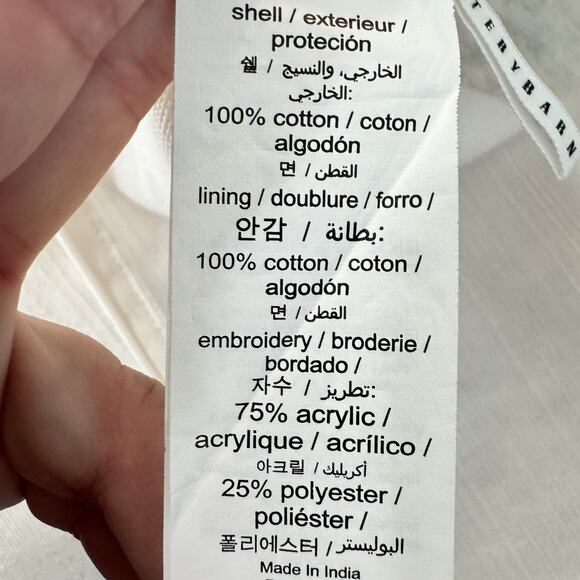 shell / exterieur /
proteción
쉘 / الخارجي، والنسيج
الخارجي:
100% cotton / coton /
algodón
면 / القطن
lining / doublure / forro /
안감 / بطانة:
100% cotton / coton /
algodón
면 / القطن
embroidery / broderie /
bordado /
자수 / تطريز:
75% acrylic /
acrylique / acrílico /
아크릴 / أكريليك
25% polyester /
poliéster /
폴리에스터 / البوليستر
Made In India
TERYBARN